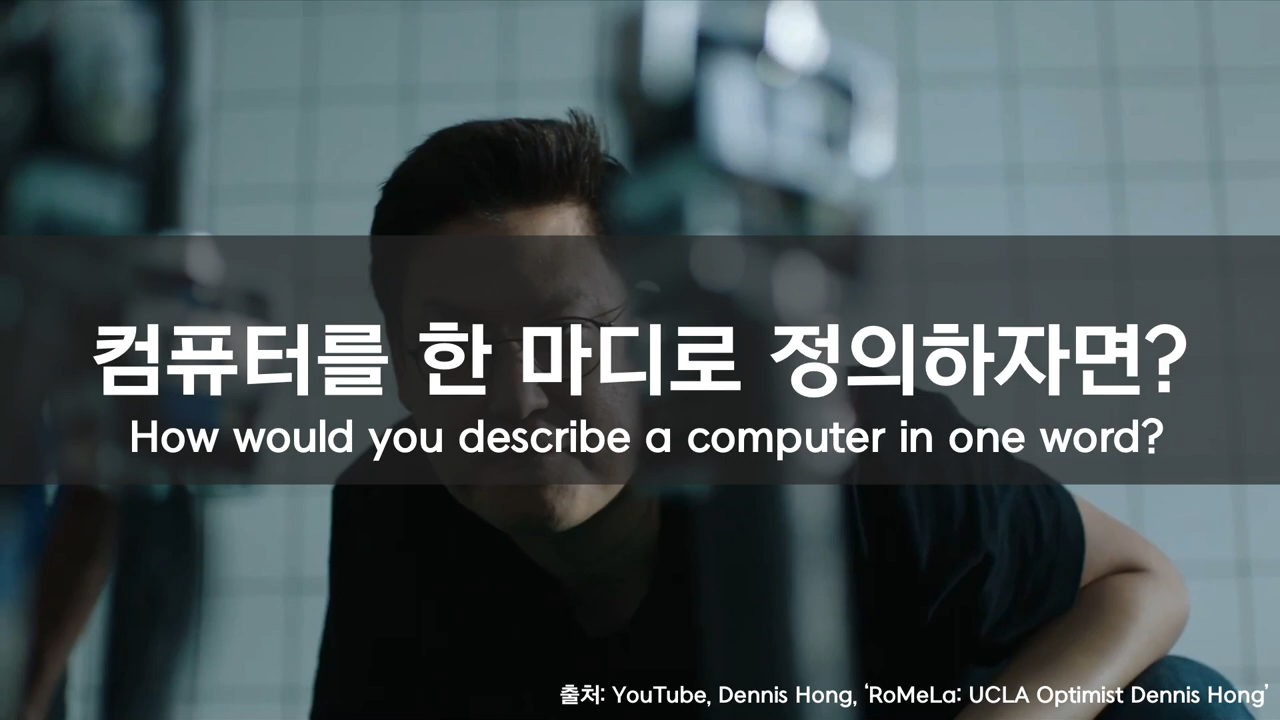 컴퓨터를 한 마디로 정의하자면?
How would you describe a computer in one word?
출처: YouTube, Dennis Hong, ‘RoMeLa: UCLA Optimist Dennis Hong’